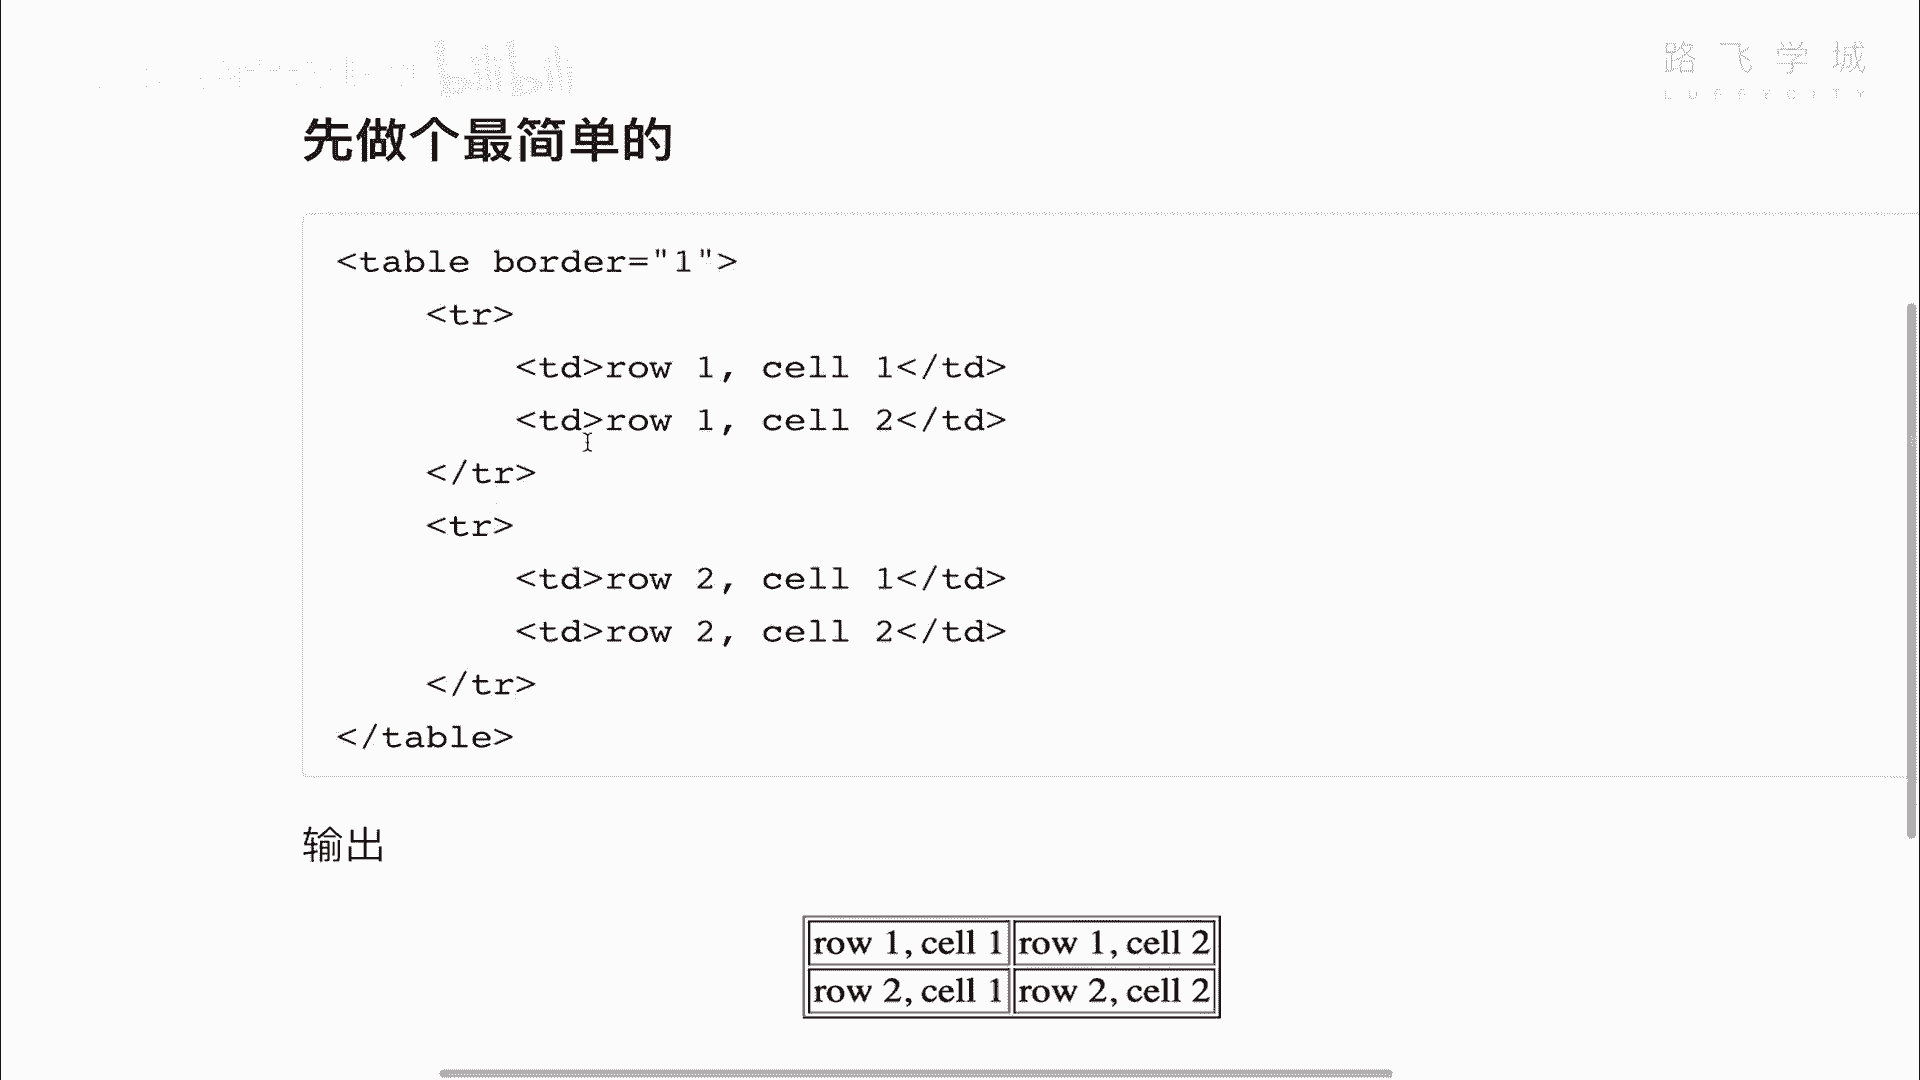 bilibili
路飞学城
LUFFYCITY
先做个最简单的
<table border="1">
<tr>
<td>row 1, cell 1</td>
<td>row 1, cell 2</td>
</tr>
<tr>
<td>row 2, cell 1</td>
<td>row 2, cell 2</td>
</tr>
</table>
输出
row 1, cell 1 row 1, cell 2
row 2, cell 1 row 2, cell 2